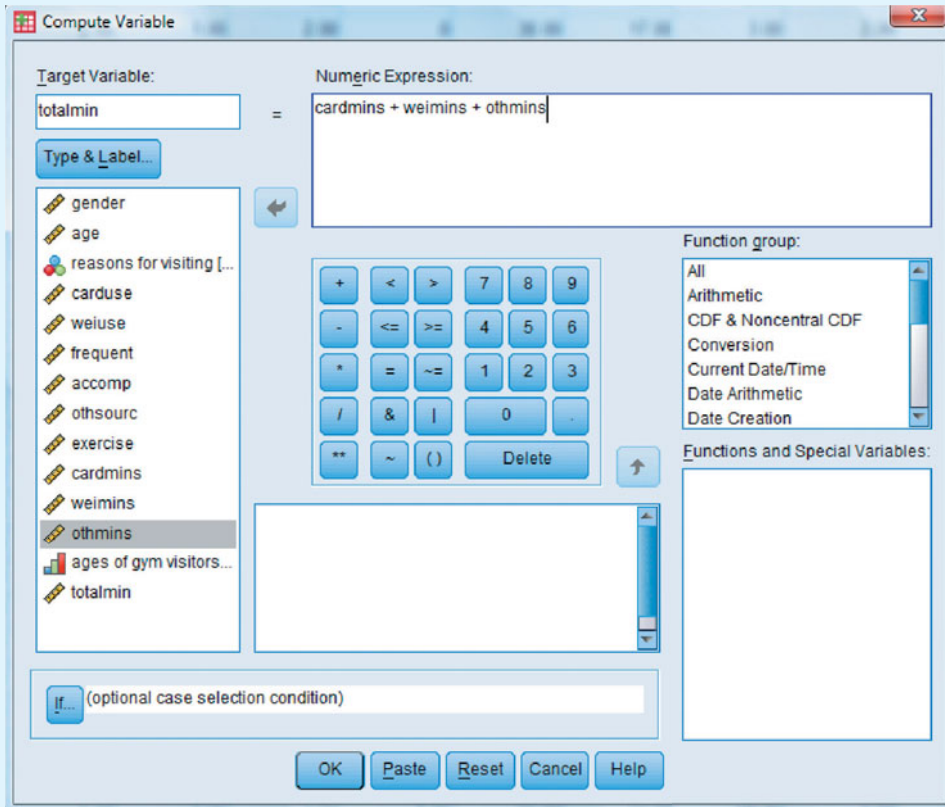 Compute Variable
Target Variable:
totalmin
=
Numeric Expression:
cardmins + weimins + othmins
Type & Label...
gender
age
reasons for visiting [...
carduse
weiuse
frequent
accomp
othsourc
exercise
cardmins
weimins
othmins
ages of gym visitors...
totalmin
+ < > 7 8 9
- <= >= 4 5 6
* = ~= 1 2 3
/ & | 0 .
** ~ ( ) Delete
Function group:
All
Arithmetic
CDF & Noncentral CDF
Conversion
Current Date/Time
Date Arithmetic
Date Creation
Functions and Special Variables:
If... (optional case selection condition)
OK Paste Reset Cancel Help